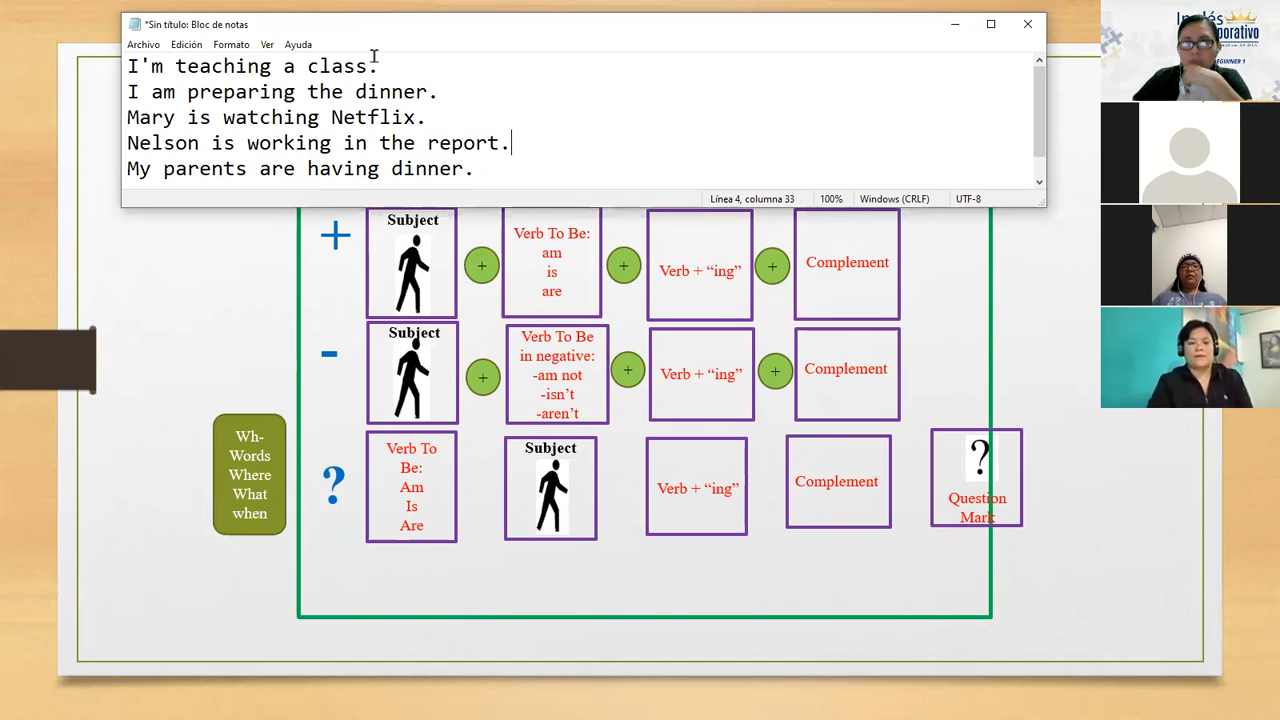 *Sin título: Bloc de notas
Archivo Edición Formato Ver Ayuda
I'm teaching a class.
I am preparing the dinner.
Mary is watching Netflix.
Nelson is working in the report.
My parents are having dinner.
Línea 4, columna 33 100% Windows (CRLF) UTF-8
+
Subject
+
Verb To Be:
am
is
are
+
Verb + “ing”
+
Complement
-
Subject
+
Verb To Be
in negative:
-am not
-isn’t
-aren’t
+
Verb + “ing”
+
Complement
Wh-
Words
Where
What
when
?
Verb To
Be:
Am
Is
Are
Subject
Verb + “ing”
Complement
?
Question
Mark